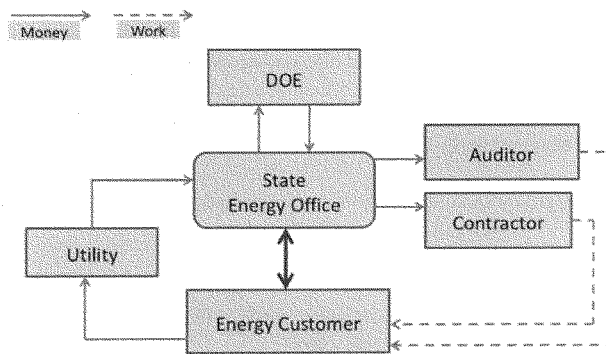 Money
Work
DOE
State
Energy Office
Auditor
Contractor
Utility
Energy Customer